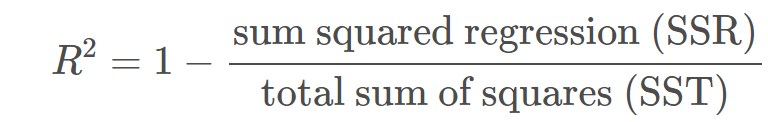 R² = 1 − sum squared regression (SSR) / total sum of squares (SST)